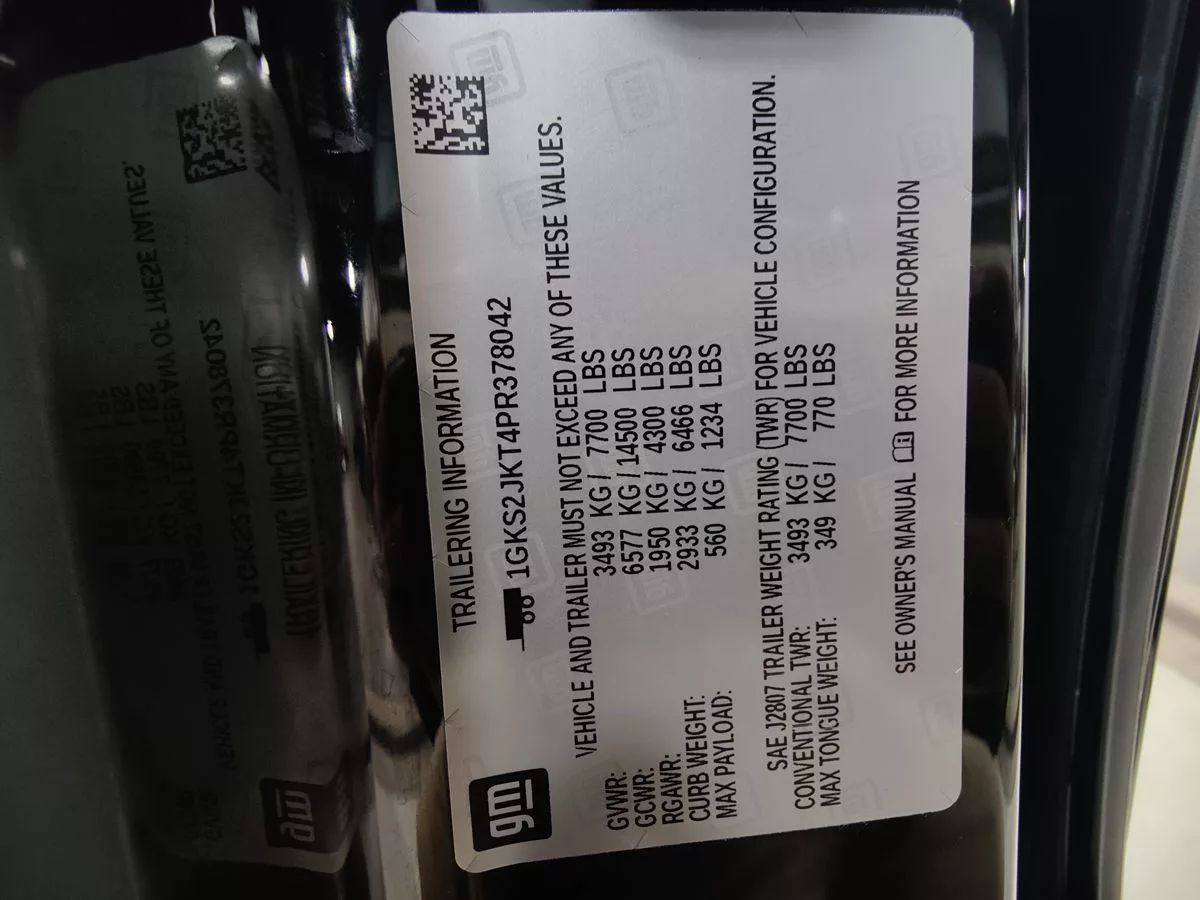 gm
TRAILERING INFORMATION
1GKS2JKT4PR378042
VEHICLE AND TRAILER MUST NOT EXCEED ANY OF THESE VALUES.
GVWR: 3493 KG / 7700 LBS
GCWR: 6577 KG / 14500 LBS
RGAWR: 1950 KG / 4300 LBS
CURB WEIGHT: 2933 KG / 6466 LBS
MAX PAYLOAD: 560 KG / 1234 LBS
SAE J2807 TRAILER WEIGHT RATING (TWR) FOR VEHICLE CONFIGURATION.
CONVENTIONAL TWR: 3493 KG / 7700 LBS
MAX TONGUE WEIGHT: 349 KG / 770 LBS
SEE OWNER'S MANUAL FOR MORE INFORMATION